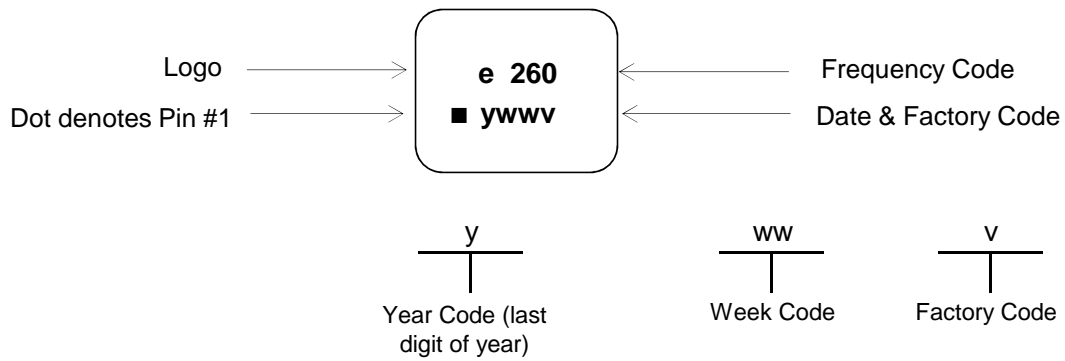 Logo
e 260
Frequency Code
Dot denotes Pin #1
■ ywwv
Date & Factory Code
y
ww
v
Year Code (last
digit of year)
Week Code
Factory Code